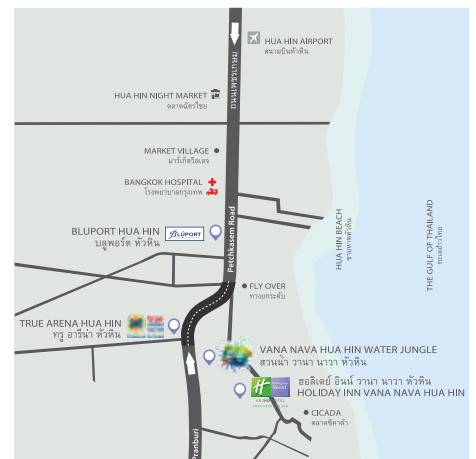 HUA HIN AIRPORT
สนามบินหัวหิน
ถนนเพชรเกษม
HUA HIN NIGHT MARKET
ตลาดฉัตรไชย
MARKET VILLAGE
มาร์เก็ตวิลเลจ
BANGKOK HOSPITAL
โรงพยาบาลกรุงเทพ
BLUPORT HUA HIN
บลูพอร์ต หัวหิน
BLÚPORT
Petchkasem Road
HUA HIN BEACH
ชายหาดหัวหิน
THE GULF OF THAILAND
ทะเลอ่าวไทย
FLY OVER
ทางยกระดับ
TRUE ARENA HUA HIN
ทรู อารีน่า หัวหิน
VANA NAVA HUA HIN WATER JUNGLE
สวนน้ำ วานา นาวา หัวหิน
H
Holiday Inn
Resort
ฮอลิเดย์ อินน์ วานา นาวา หัวหิน
HOLIDAY INN VANA NAVA HUA HIN
CICADA
ตลาดซิคาด้า
Pranburi